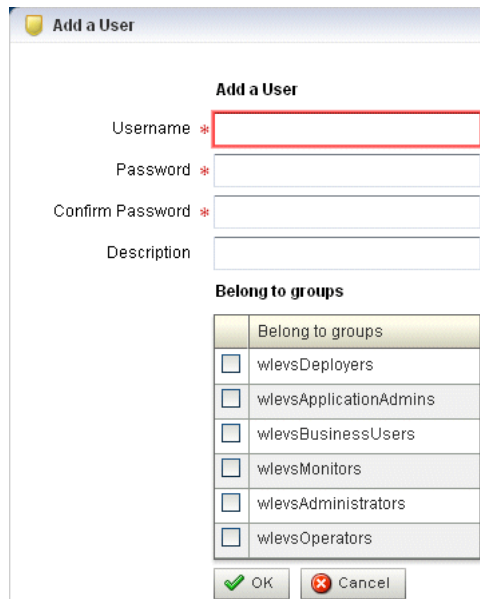 Add a User
Add a User
Username *
Password *
Confirm Password *
Description
Belong to groups
Belong to groups
wlevsDeployers
wlevsApplicationAdmins
wlevsBusinessUsers
wlevsMonitors
wlevsAdministrators
wlevsOperators
OK Cancel